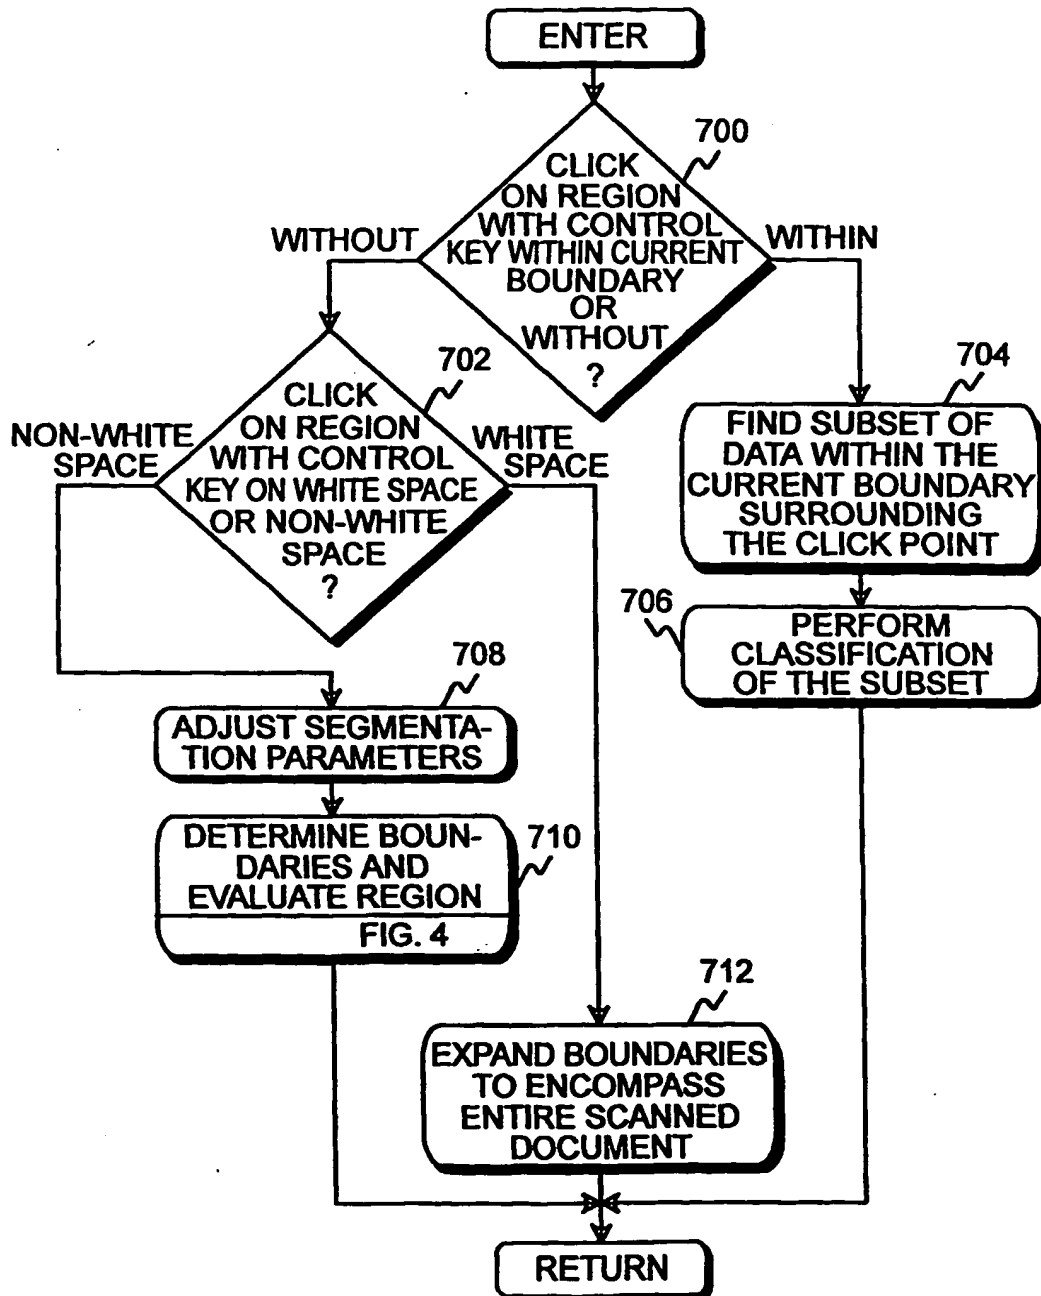 ENTER
700
CLICK
ON REGION
WITH CONTROL
KEY WITHIN CURRENT
BOUNDARY
OR
WITHOUT
?
WITHOUT
WITHIN
702
CLICK
ON REGION
WITH CONTROL
KEY ON WHITE SPACE
OR NON-WHITE
SPACE
?
NON-WHITE
SPACE
WHITE
SPACE
704
FIND SUBSET OF
DATA WITHIN THE
CURRENT BOUNDARY
SURROUNDING
THE CLICK POINT
706
PERFORM
CLASSIFICATION
OF THE SUBSET
708
ADJUST SEGMENTA-
TION PARAMETERS
DETERMINE BOUN-
DARIES AND
EVALUATE REGION
FIG. 4
710
712
EXPAND BOUNDARIES
TO ENCOMPASS
ENTIRE SCANNED
DOCUMENT
RETURN